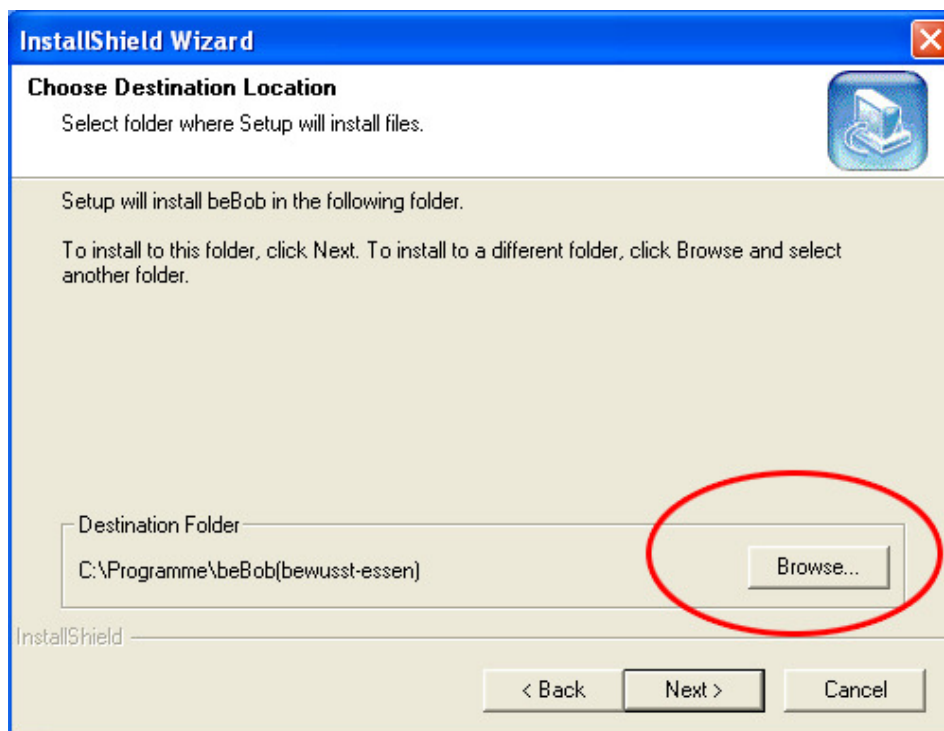 InstallShield Wizard
Choose Destination Location
Select folder where Setup will install files.
Setup will install beBob in the following folder.
To install to this folder, click Next. To install to a different folder, click Browse and select
another folder.
Destination Folder
C:\Programme\beBob(bewusst-essen)
Browse...
InstallShield
< Back
Next >
Cancel